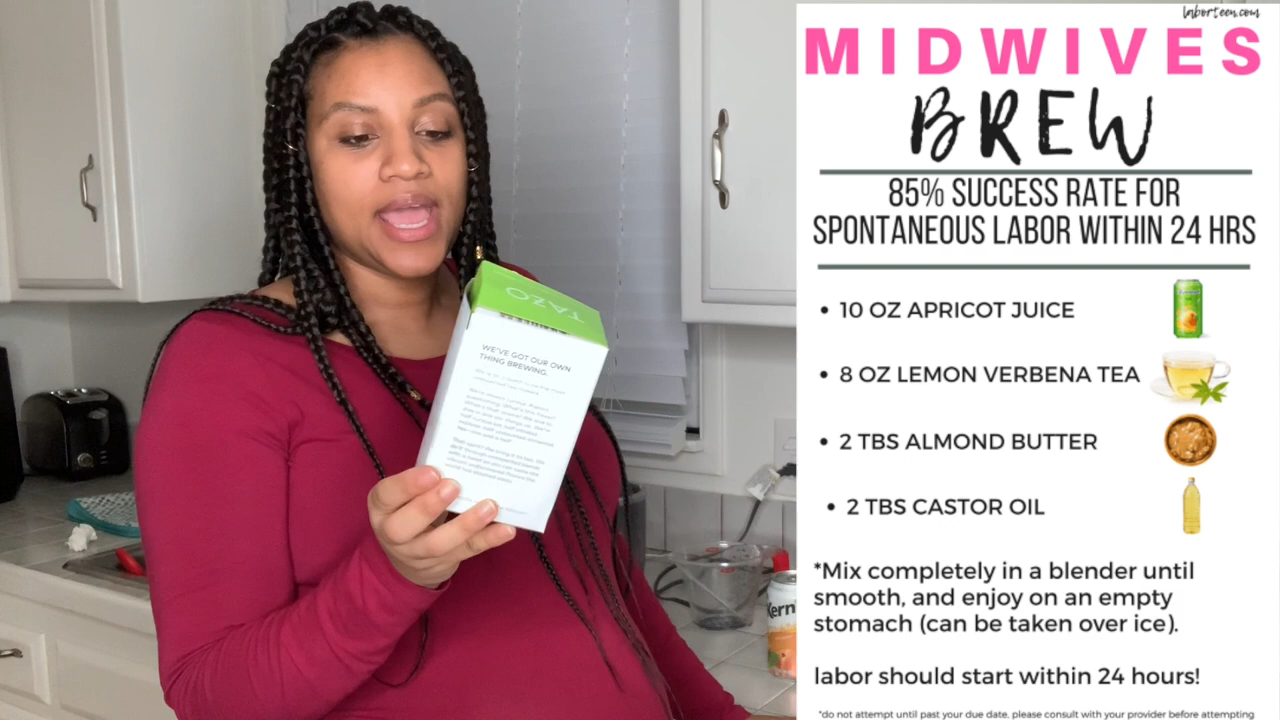 laborteen.com
MIDWIVES
BREW
85% SUCCESS RATE FOR
SPONTANEOUS LABOR WITHIN 24 HRS
• 10 OZ APRICOT JUICE
• 8 OZ LEMON VERBENA TEA
• 2 TBS ALMOND BUTTER
• 2 TBS CASTOR OIL
*Mix completely in a blender until
smooth, and enjoy on an empty
stomach (can be taken over ice).
labor should start within 24 hours!
*do not attempt until past your due date, please consult with your provider before attempting
TAZO
WE'VE GOT OUR OWN
THING BREWING.
Kern